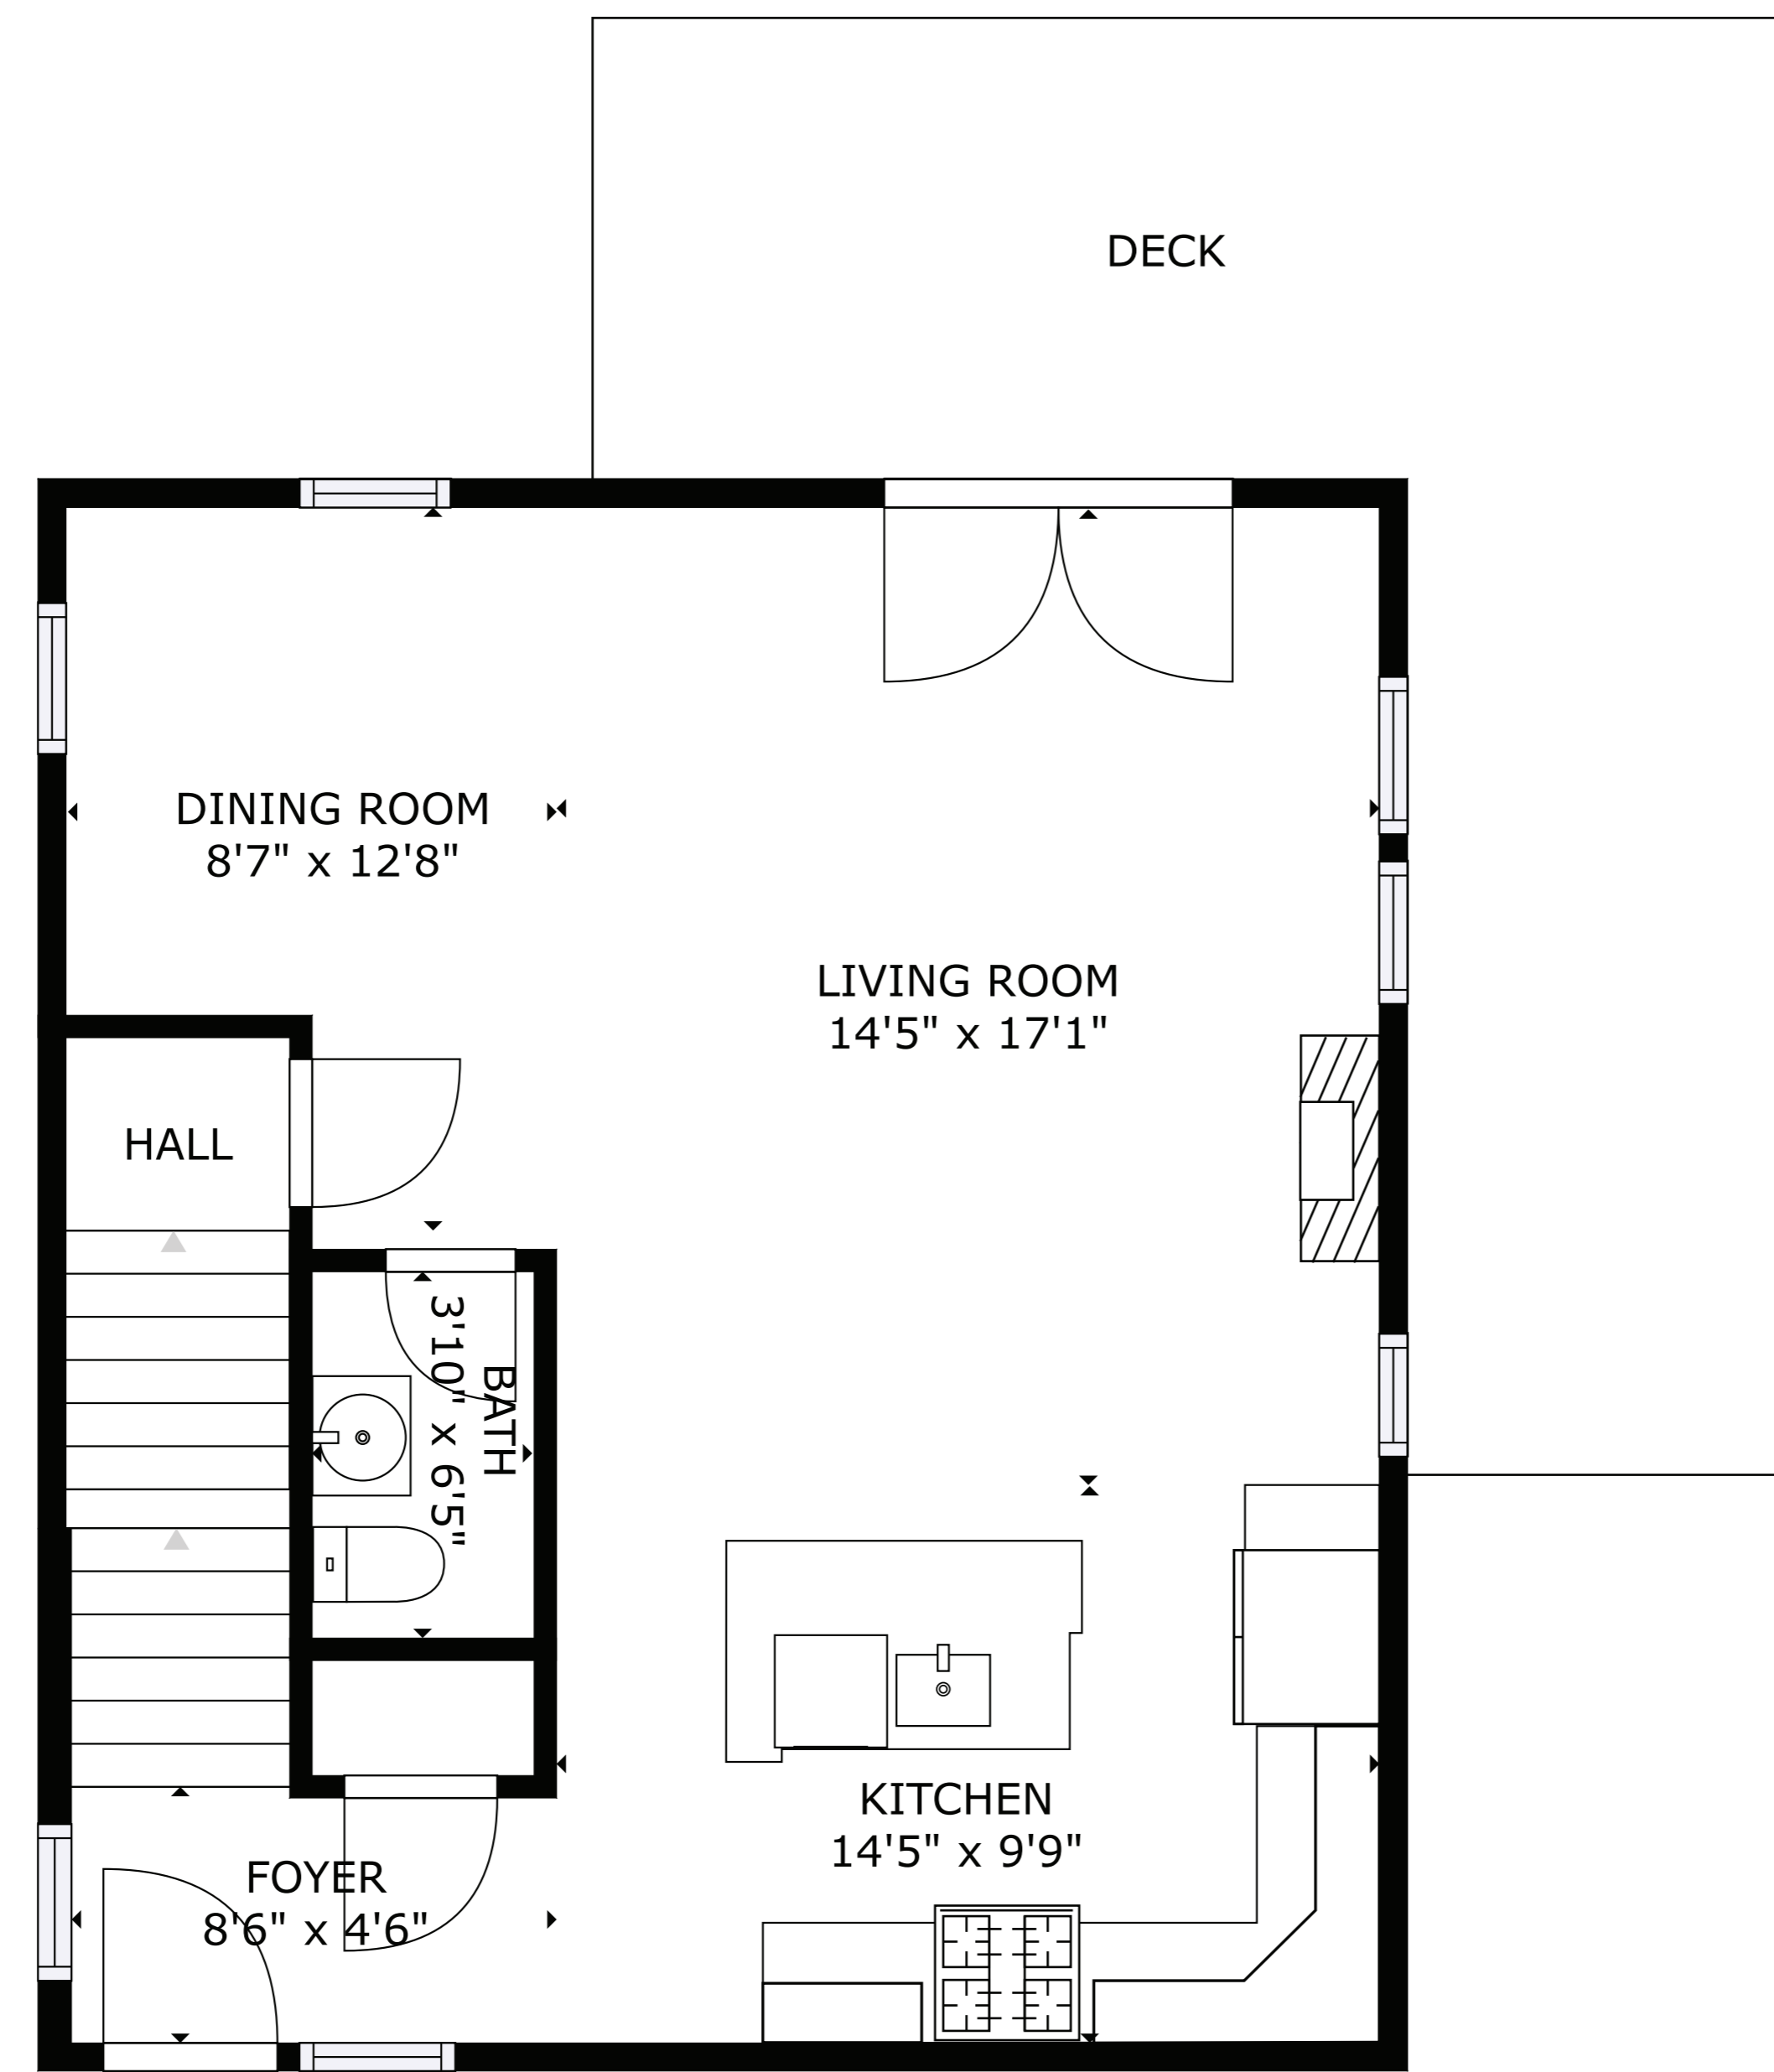 DECK
DINING ROOM
8'7" x 12'8"
LIVING ROOM
14'5" x 17'1"
HALL
BATH
3'10" x 6'5"
KITCHEN
14'5" x 9'9"
FOYER
8'6" x 4'6"